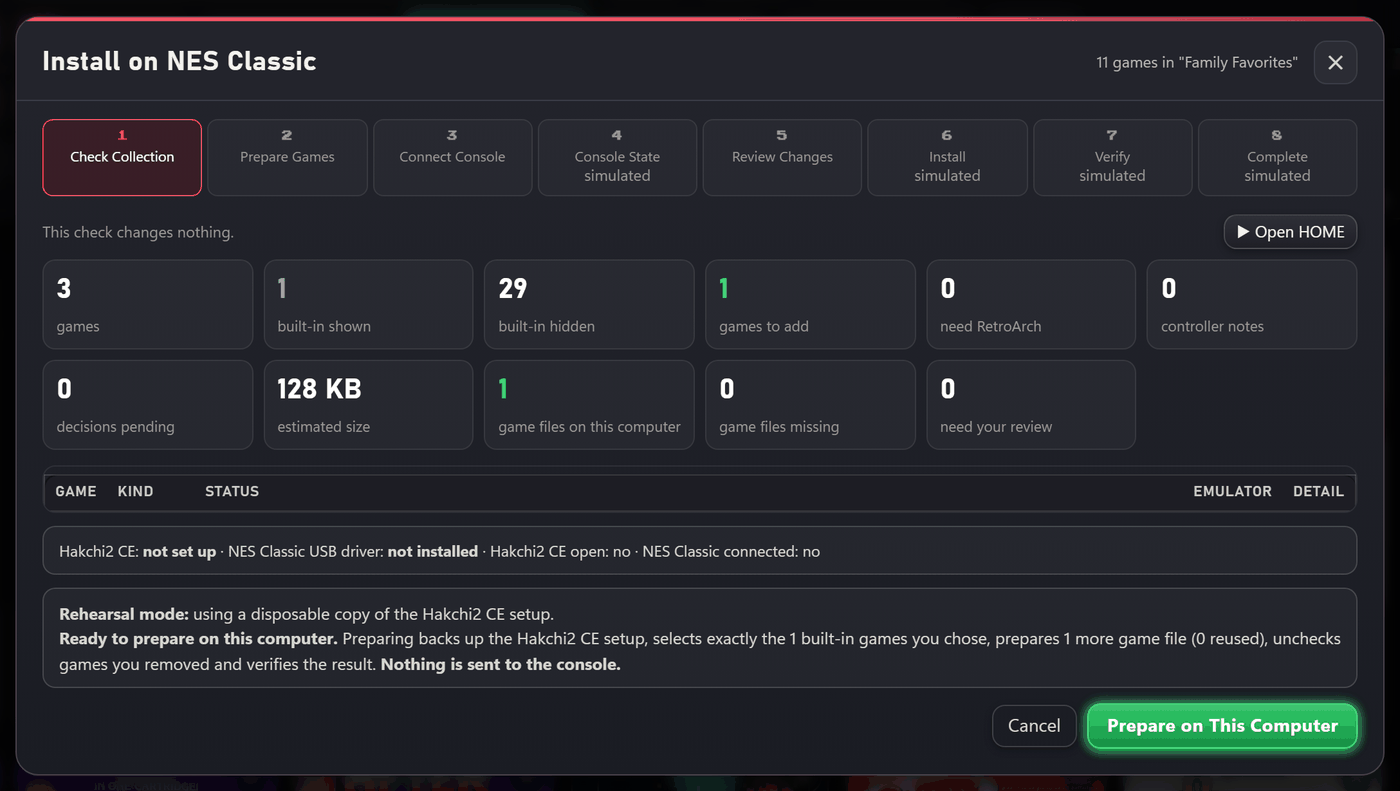 Install on NES Classic
11 games in "Family Favorites"
1
Check Collection
2
Prepare Games
3
Connect Console
4
Console State
simulated
5
Review Changes
6
Install
simulated
7
Verify
simulated
8
Complete
simulated
This check changes nothing.
▶ Open HOME
3
games
1
built-in shown
29
built-in hidden
1
games to add
0
need RetroArch
0
controller notes
0
decisions pending
128 KB
estimated size
1
game files on this computer
0
game files missing
0
need your review
GAME KIND STATUS EMULATOR DETAIL
Hakchi2 CE: not set up · NES Classic USB driver: not installed · Hakchi2 CE open: no · NES Classic connected: no
Rehearsal mode: using a disposable copy of the Hakchi2 CE setup.
Ready to prepare on this computer. Preparing backs up the Hakchi2 CE setup, selects exactly the 1 built-in games you chose, prepares 1 more game file (0 reused), unchecks
games you removed and verifies the result. Nothing is sent to the console.
Cancel
Prepare on This Computer